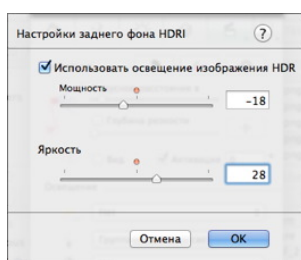 Настройки заднего фона HDRI ?
Использовать освещение изображения HDR
Мощность
-18
Яркость
28
Отмена OK